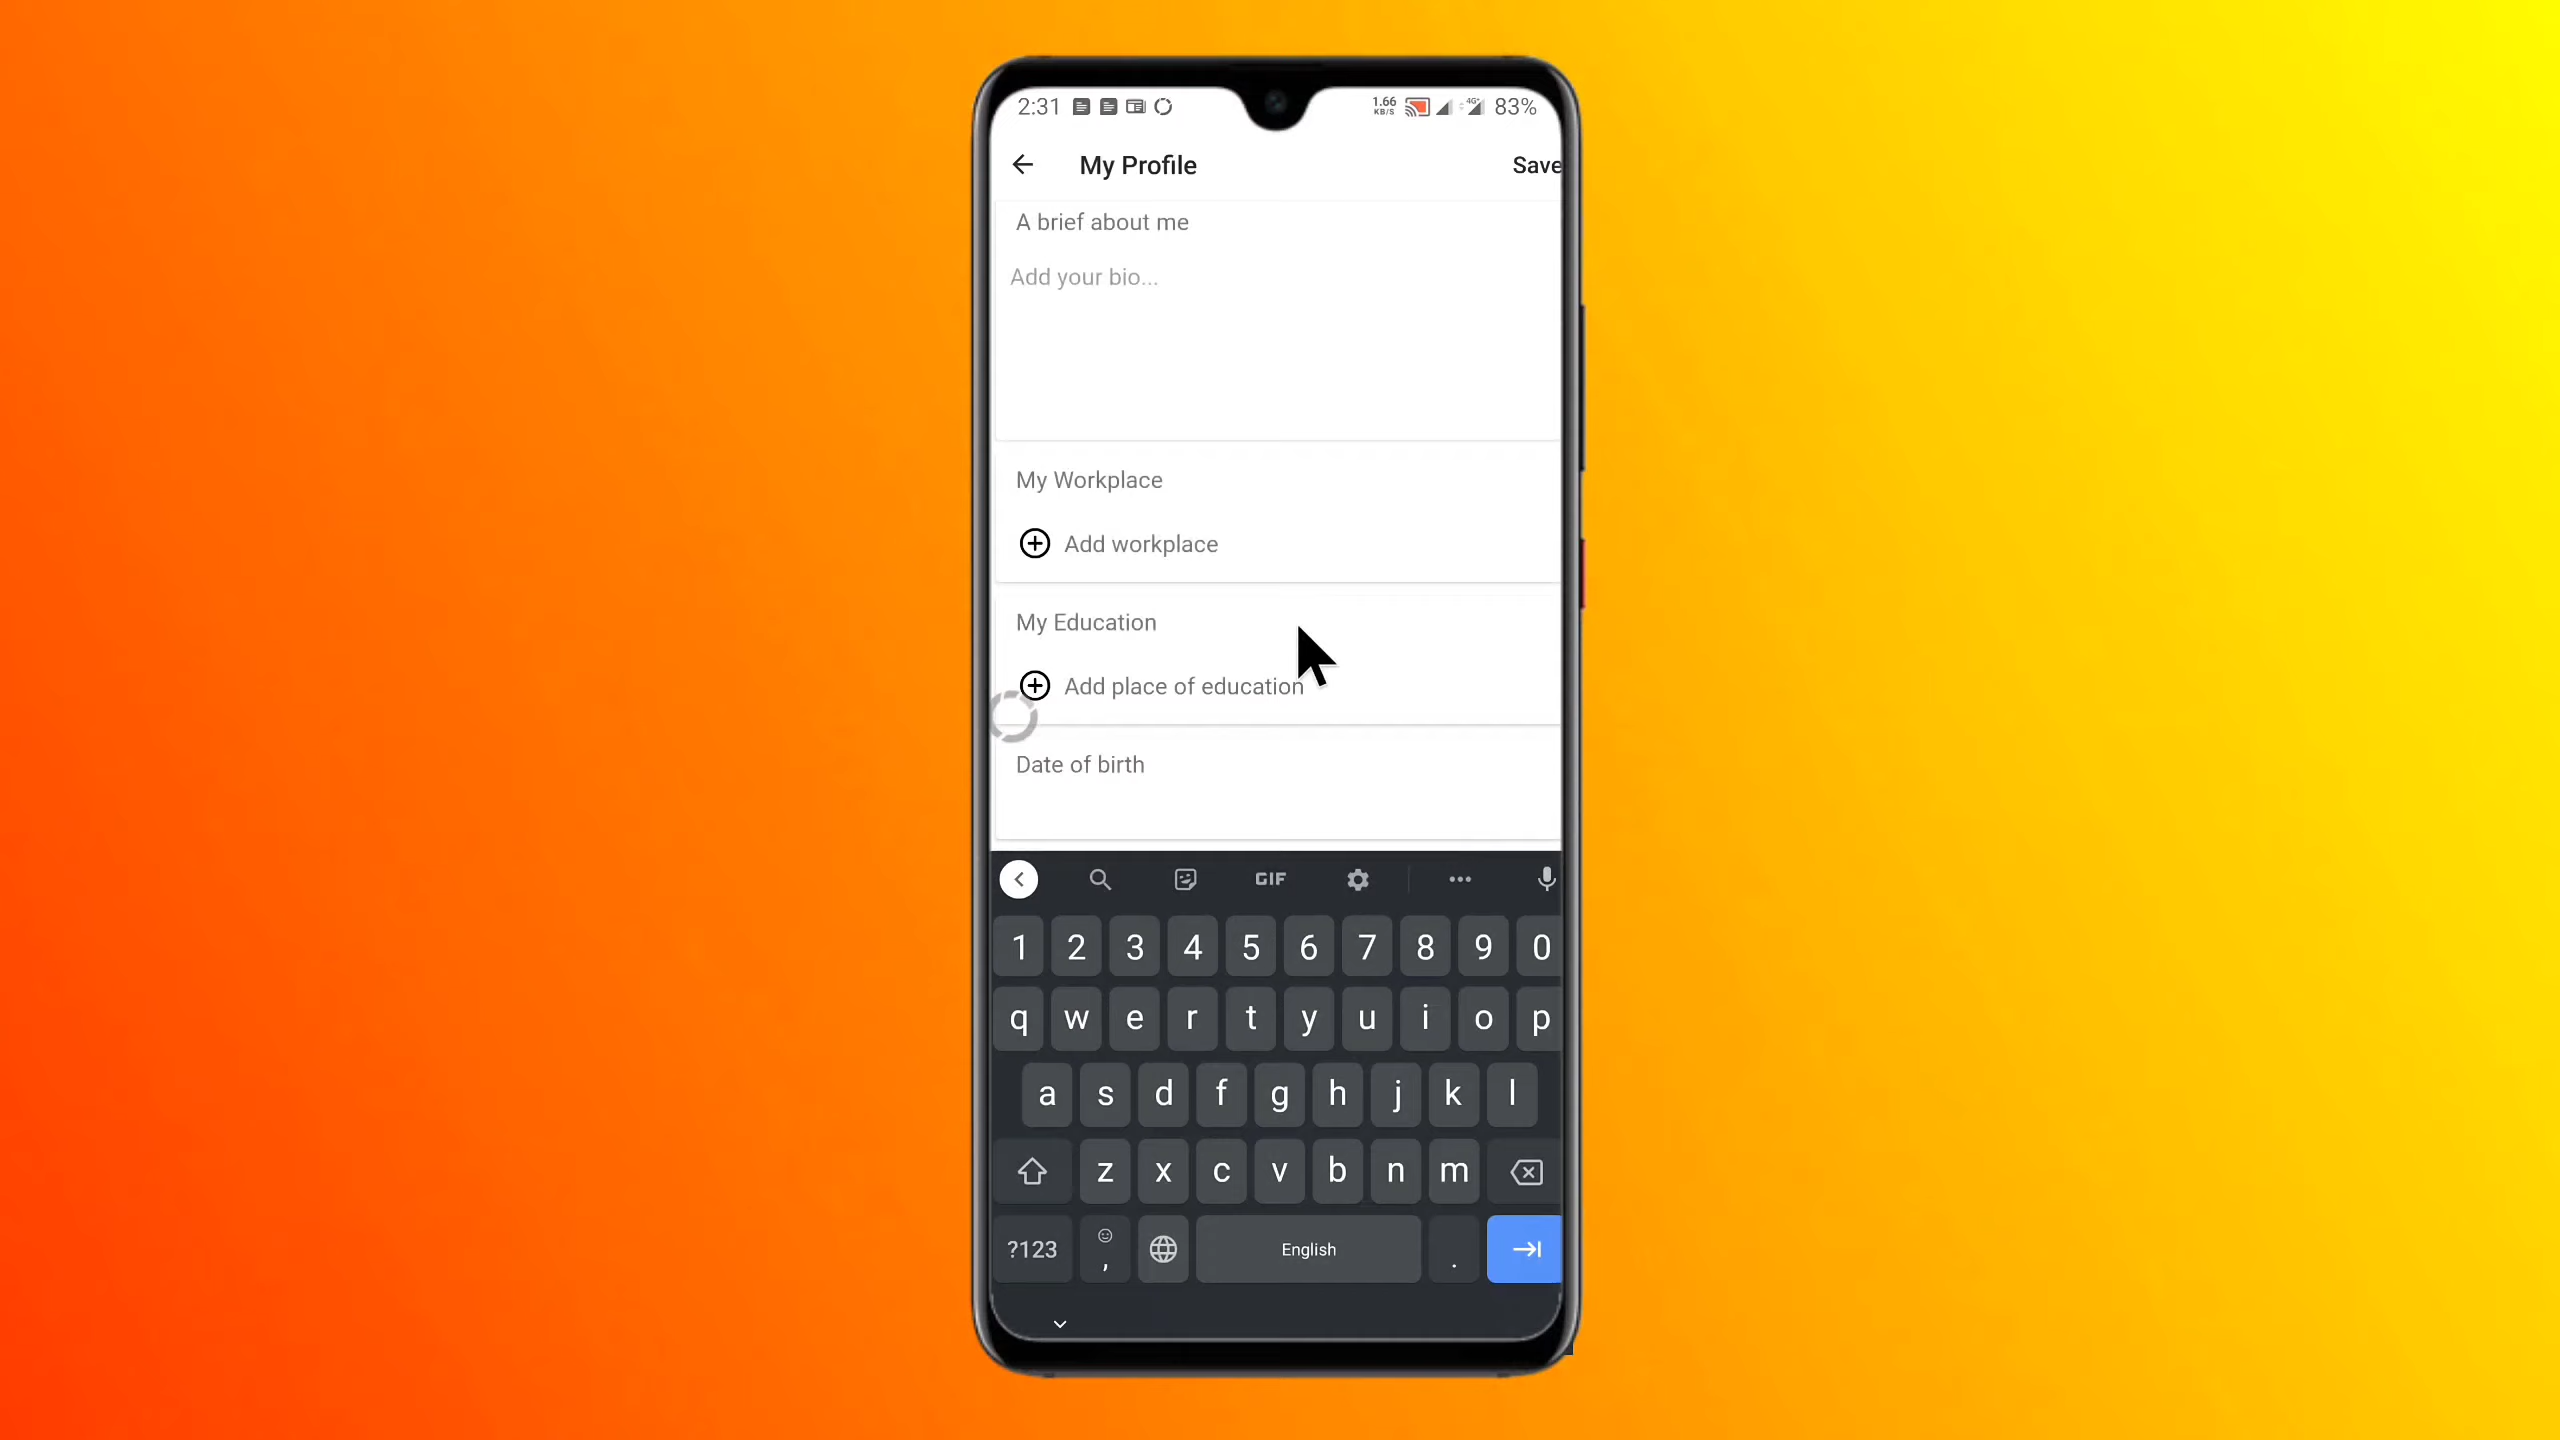 2:31 1.66 KB/S 4G+ 83%
My Profile Save
A brief about me
Add your bio...
My Workplace
Add workplace
My Education
Add place of education
Date of birth
GIF
1 2 3 4 5 6 7 8 9 0
q w e r t y u i o p
a s d f g h j k l
z x c v b n m
?123 , English .